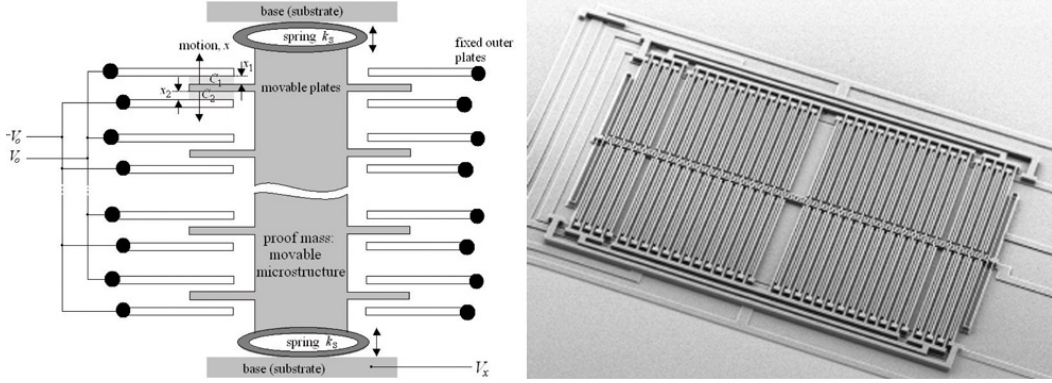 base (substrate)
spring k_S
motion, x
fixed outer
plates
x_1
C_1
x_2
C_2
movable plates
-V_o
V_o
proof mass:
movable
microstructure
spring k_S
base (substrate)
V_x